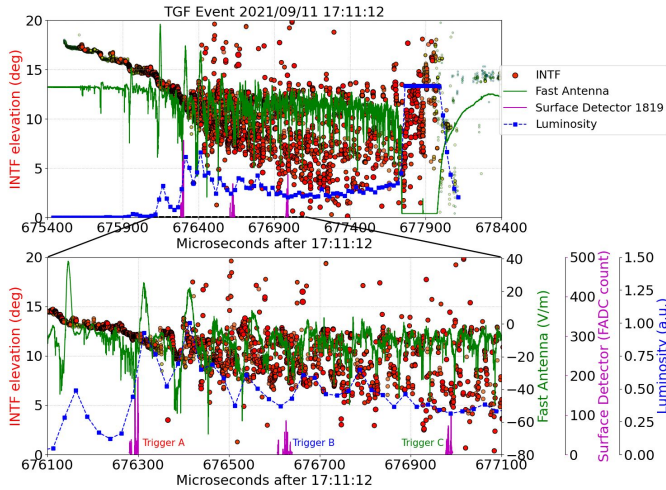 TGF Event 2021/09/11 17:11:12
20
15
10
5
0
INTF elevation (deg)
675400
675900
676400
676900
677400
677900
678400
Microseconds after 17:11:12
INTF
Fast Antenna
Surface Detector 1819
Luminosity
20
15
10
5
0
INTF elevation (deg)
Trigger A
Trigger B
Trigger C
676100
676300
676500
676700
676900
677100
Microseconds after 17:11:12
40
20
0
−20
−40
−60
−80
Fast Antenna (V/m)
500
400
300
200
100
0
Surface Detector (FADC count)
1.50
1.25
1.00
0.75
0.50
0.25
0.00
Luminosity (a.u.)